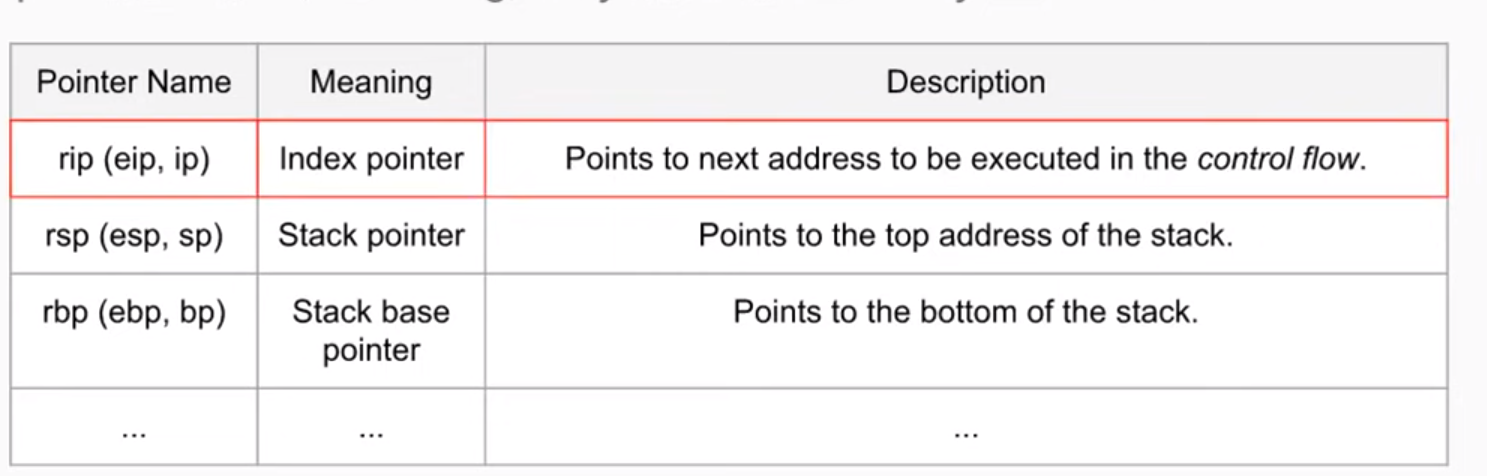 Pointer Name Meaning Description
rip (eip, ip) Index pointer Points to next address to be executed in the control flow.
rsp (esp, sp) Stack pointer Points to the top address of the stack.
rbp (ebp, bp) Stack base pointer Points to the bottom of the stack.
... ... ...